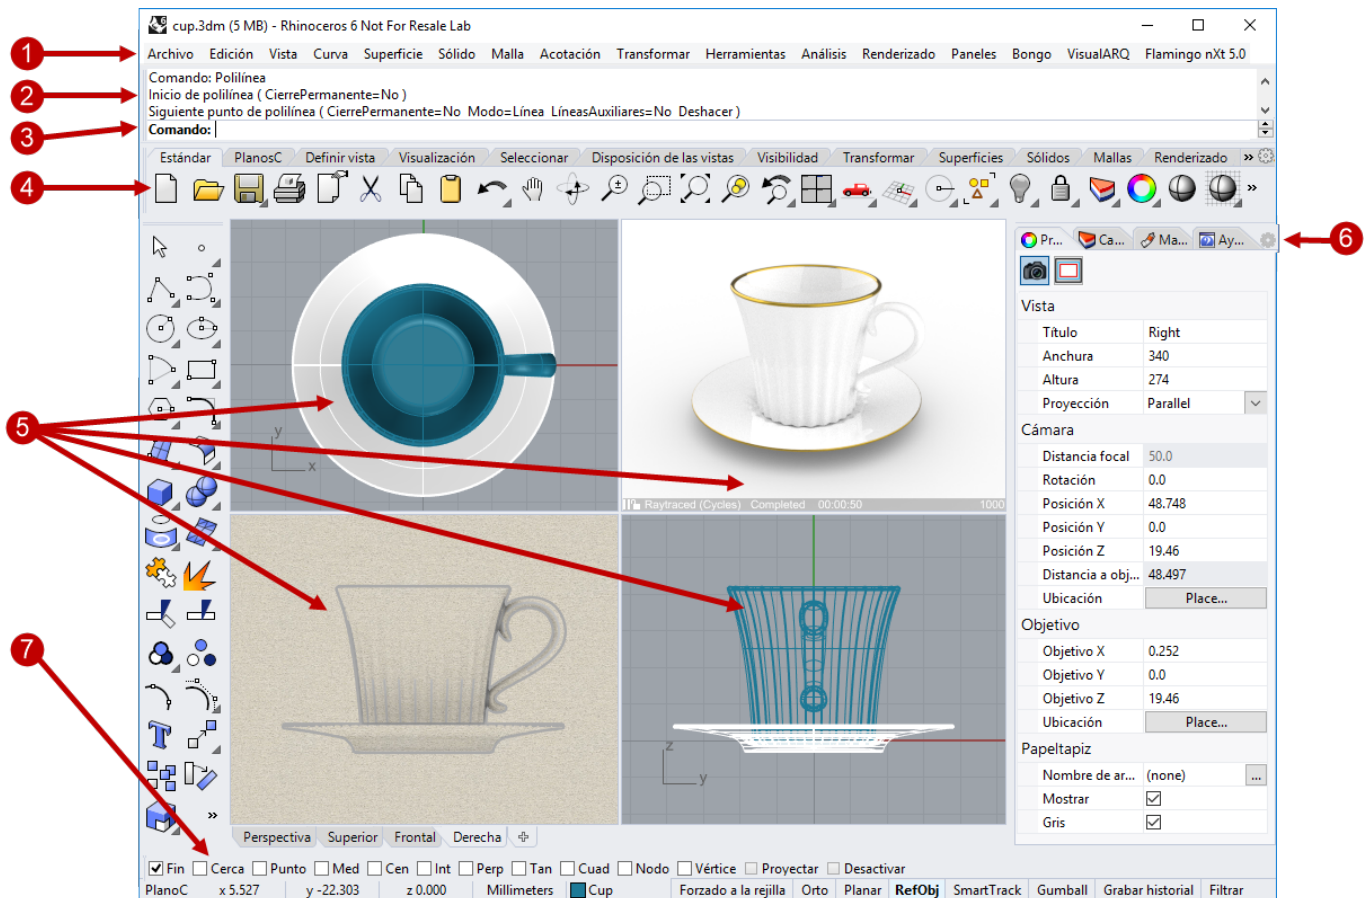 cup.3dm (5 MB) - Rhinoceros 6 Not For Resale Lab
1
Archivo Edición Vista Curva Superficie Sólido Malla Acotación Transformar Herramientas Análisis Renderizado Paneles Bongo VisualARQ Flamingo nXt 5.0
Comando: Polilínea
2
Inicio de polilínea ( CierrePermanente=No )
Siguiente punto de polilínea ( CierrePermanente=No Modo=Línea LíneasAuxiliares=No Deshacer )
3
Comando:
Estándar PlanosC Definir vista Visualización Seleccionar Disposición de las vistas Visibilidad Transformar Superficies Sólidos Mallas Renderizado »
4
»
Pr... Ca... Ma... Ay...
6
Vista
Título Right
Anchura 340
Altura 274
Proyección Parallel
Cámara
5
y
x
Distancia focal 50.0
Rotación 0.0
Posición X 48.748
Raytraced (Cycles) Completed 00:00:50 1000
Posición Y 0.0
Posición Z 19.46
Distancia a obj... 48.497
Ubicación Place...
Objetivo
7
Objetivo X 0.252
Objetivo Y 0.0
Objetivo Z 19.46
Ubicación Place...
T
z
y
Papeltapiz
Nombre de ar... (none) ...
Mostrar
Gris
»
Perspectiva Superior Frontal Derecha
Fin Cerca Punto Med Cen Int Perp Tan Cuad Nodo Vértice Proyectar Desactivar
PlanoC x 5.527 y -22.303 z 0.000 Millimeters Cup Forzado a la rejilla Orto Planar RefObj SmartTrack Gumball Grabar historial Filtrar